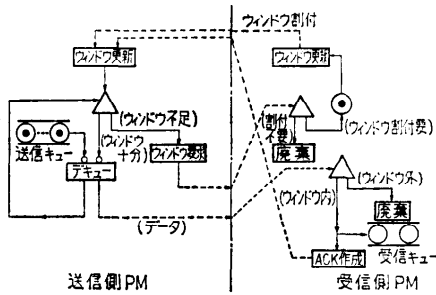 ウィンドウ割付
ウィンドウ更新
ウィンドウ更新
(ウィンドウ不足)
(ウィンドウ十分)
送信キュー
ウィンドウ要求
デキュー
(割付不要)
廃棄
(ウィンドウ割付要)
(ウィンドウ外)
(ウィンドウ内)
廃棄
(データ)
受信キュー
ACK作成
送信側PM
受信側PM